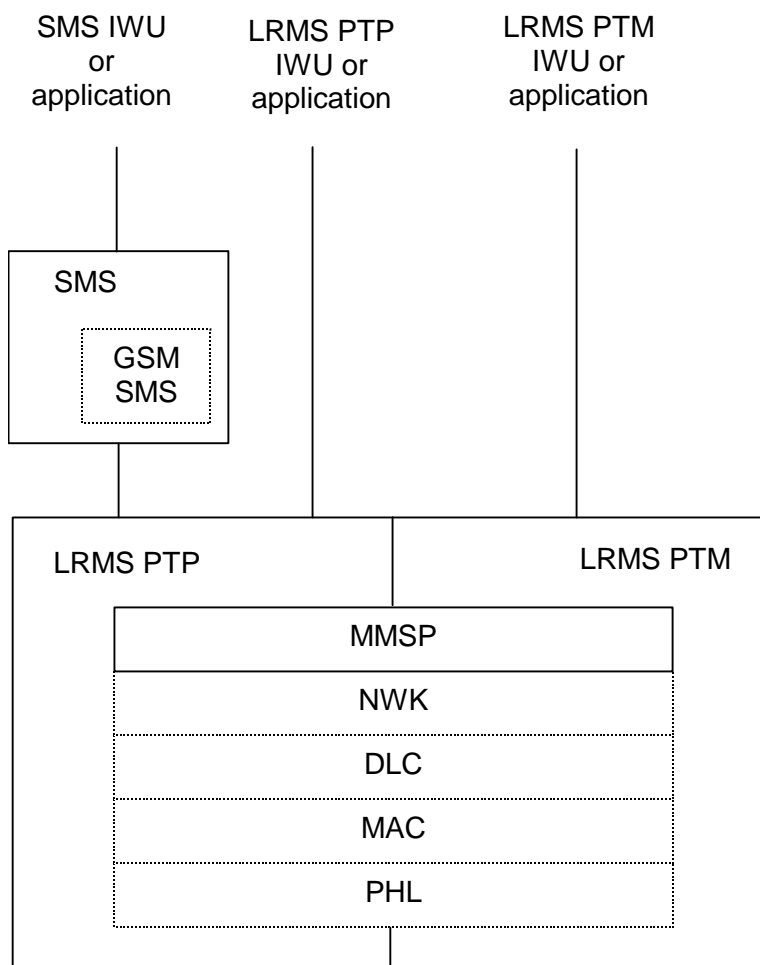 SMS IWU
or
application
LRMS PTP
IWU or
application
LRMS PTM
IWU or
application
SMS
GSM
SMS
LRMS PTP
LRMS PTM
MMSP
NWK
DLC
MAC
PHL